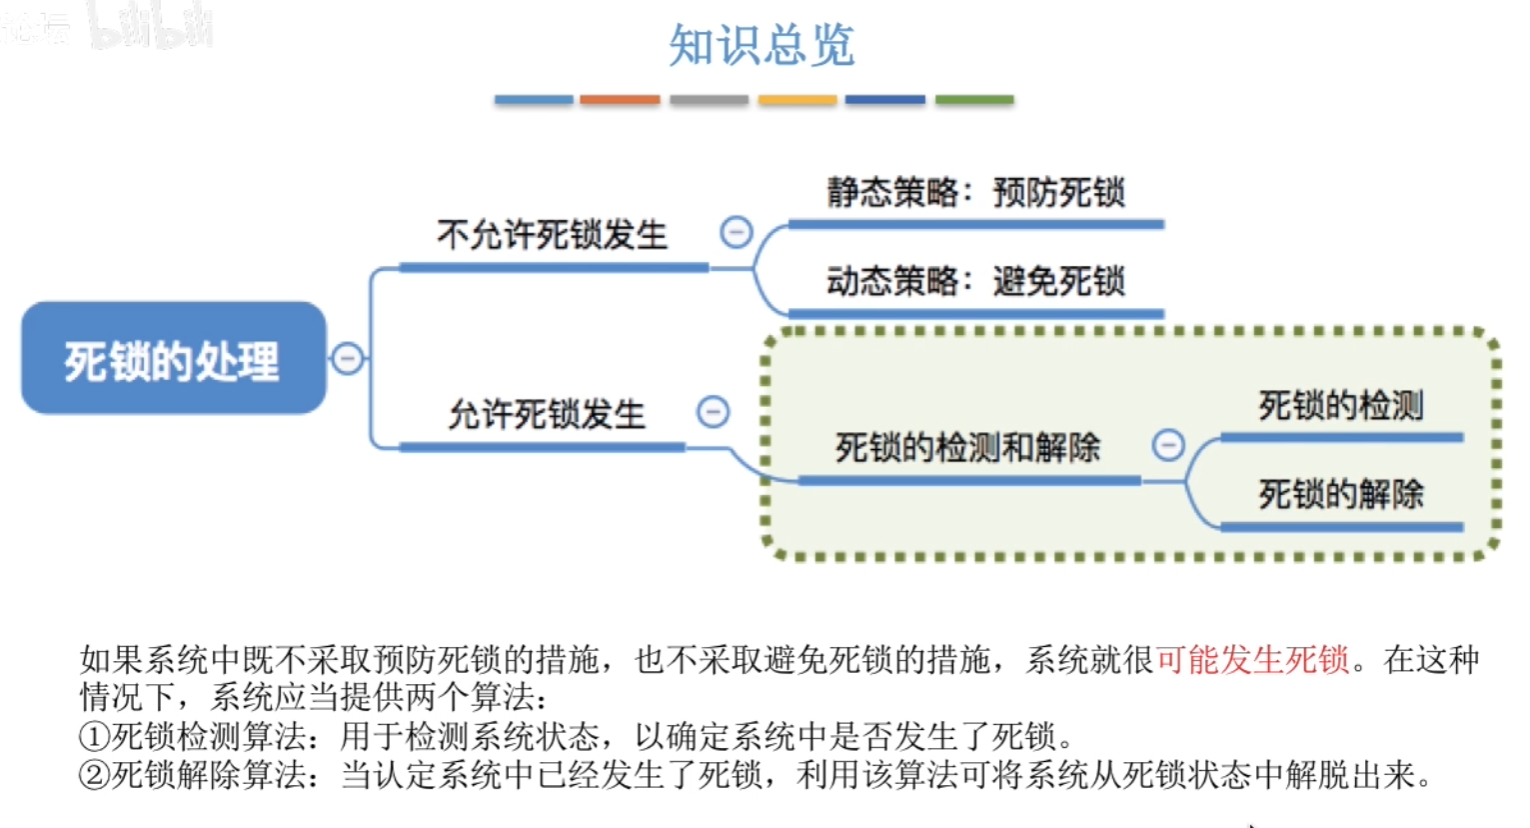 论坛 bilibili
知识总览
静态策略：预防死锁
不允许死锁发生
动态策略：避免死锁
死锁的处理
允许死锁发生
死锁的检测
死锁的检测和解除
死锁的解除
如果系统中既不采取预防死锁的措施，也不采取避免死锁的措施，系统就很可能发生死锁。在这种
情况下，系统应当提供两个算法：
①死锁检测算法：用于检测系统状态，以确定系统中是否发生了死锁。
②死锁解除算法：当认定系统中已经发生了死锁，利用该算法可将系统从死锁状态中解脱出来。